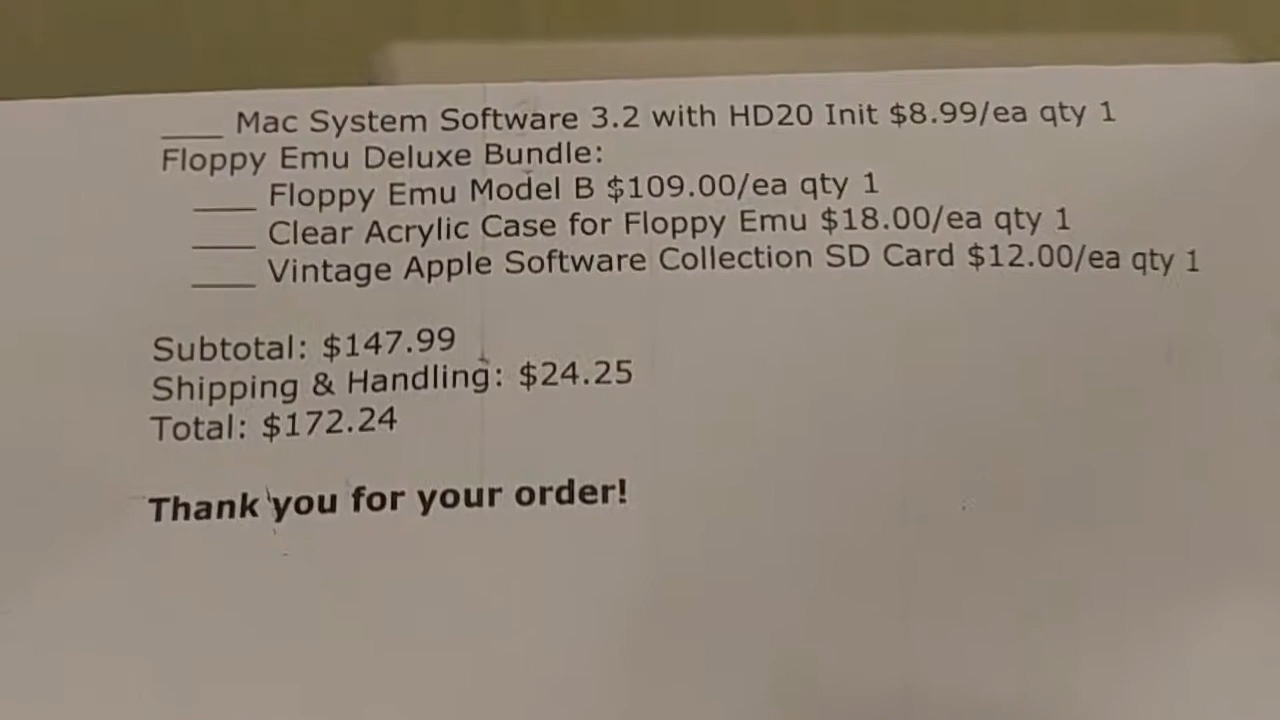 ____ Mac System Software 3.2 with HD20 Init $8.99/ea qty 1
Floppy Emu Deluxe Bundle:
____ Floppy Emu Model B $109.00/ea qty 1
____ Clear Acrylic Case for Floppy Emu $18.00/ea qty 1
____ Vintage Apple Software Collection SD Card $12.00/ea qty 1
Subtotal: $147.99
Shipping & Handling: $24.25
Total: $172.24
Thank you for your order!